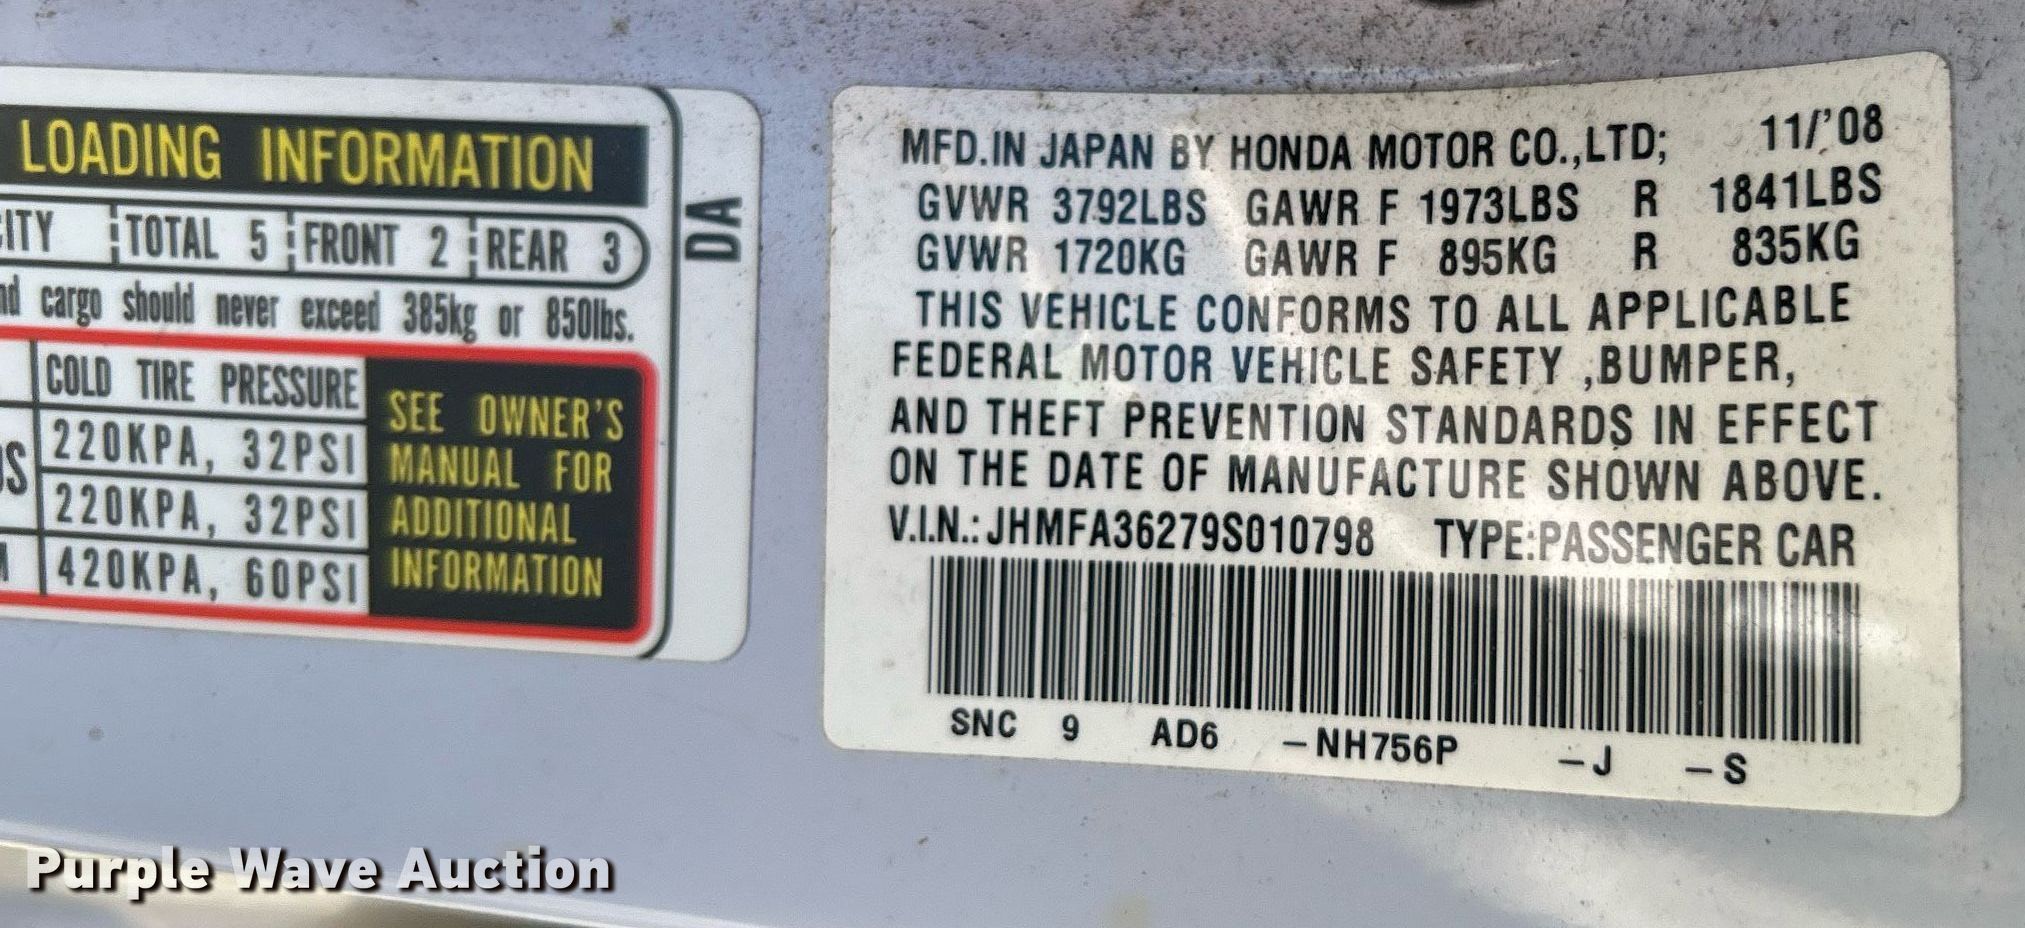 LOADING INFORMATION
CITY TOTAL 5 FRONT 2 REAR 3
cargo should never exceed 385kg or 850lbs.
COLD TIRE PRESSURE
220KPA, 32PSI
220KPA, 32PSI
420KPA, 60PSI
SEE OWNER'S
MANUAL FOR
ADDITIONAL
INFORMATION
DA
MFD.IN JAPAN BY HONDA MOTOR CO.,LTD; 11/'08
GVWR 3792LBS GAWR F 1973LBS R 1841LBS
GVWR 1720KG GAWR F 895KG R 835KG
THIS VEHICLE CONFORMS TO ALL APPLICABLE
FEDERAL MOTOR VEHICLE SAFETY ,BUMPER,
AND THEFT PREVENTION STANDARDS IN EFFECT
ON THE DATE OF MANUFACTURE SHOWN ABOVE.
V.I.N.: JHMFA36279S010798 TYPE:PASSENGER CAR
SNC 9 AD6 -NH756P -J -S
Purple Wave Auction